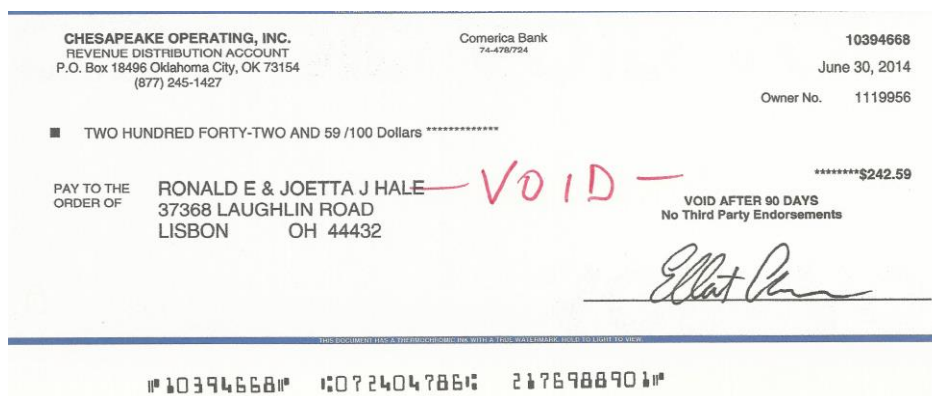 CHESAPEAKE OPERATING, INC.
REVENUE DISTRIBUTION ACCOUNT
P.O. Box 18496 Oklahoma City, OK 73154
(877) 245-1427
Comerica Bank
74-478/724
10394668
June 30, 2014
Owner No. 1119956
TWO HUNDRED FORTY-TWO AND 59 /100 Dollars *************
PAY TO THE
ORDER OF
RONALD E & JOETTA J HALE
37368 LAUGHLIN ROAD
LISBON OH 44432
- VOID -
********$242.59
VOID AFTER 90 DAYS
No Third Party Endorsements
THIS DOCUMENT HAS A THERMOCHROMIC INK WITH A TRUE WATERMARK. HOLD TO LIGHT TO VIEW.
⑈10394668⑈ ⑆072404786⑆ 2176988901⑈